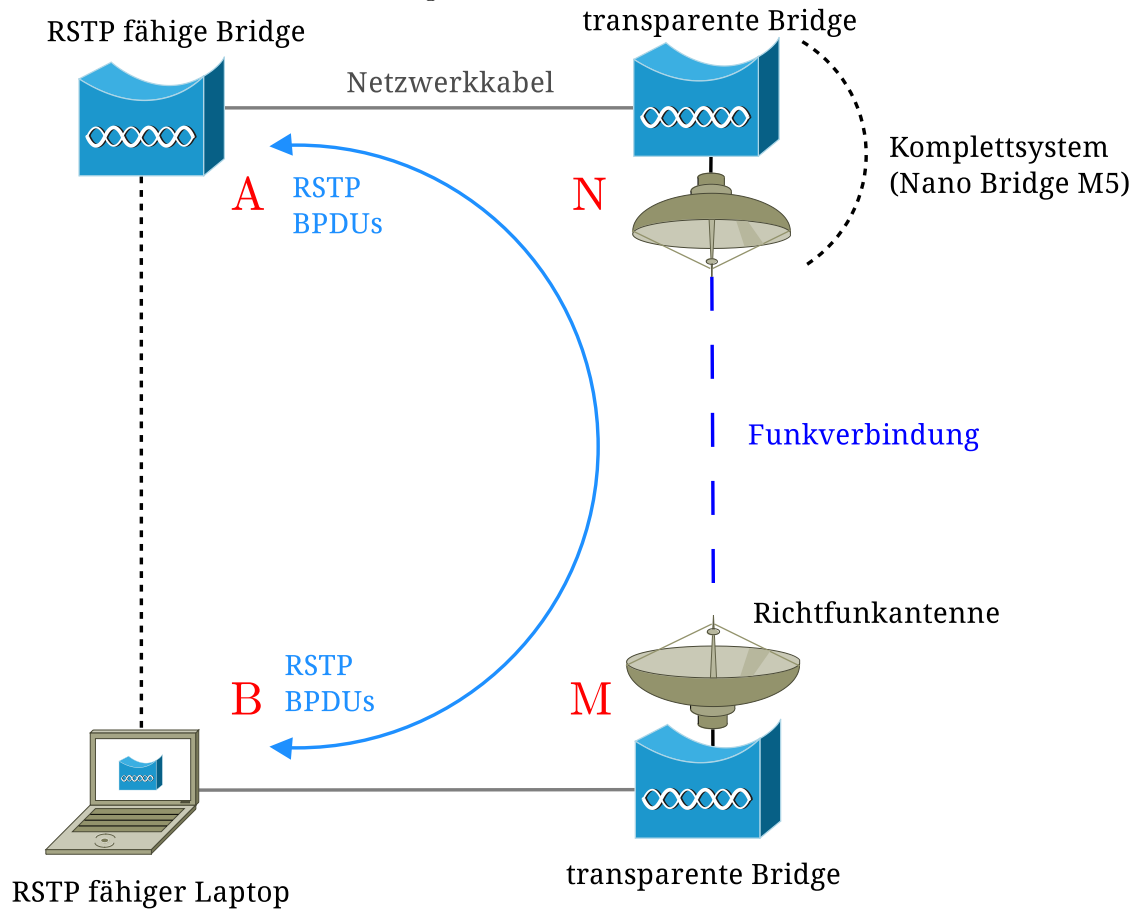 RSTP fähige Bridge
transparente Bridge
Netzwerkkabel
Komplettsystem
(Nano Bridge M5)
A
RSTP
BPDUs
N
Funkverbindung
Richtfunkantenne
B
RSTP
BPDUs
M
transparente Bridge
RSTP fähiger Laptop